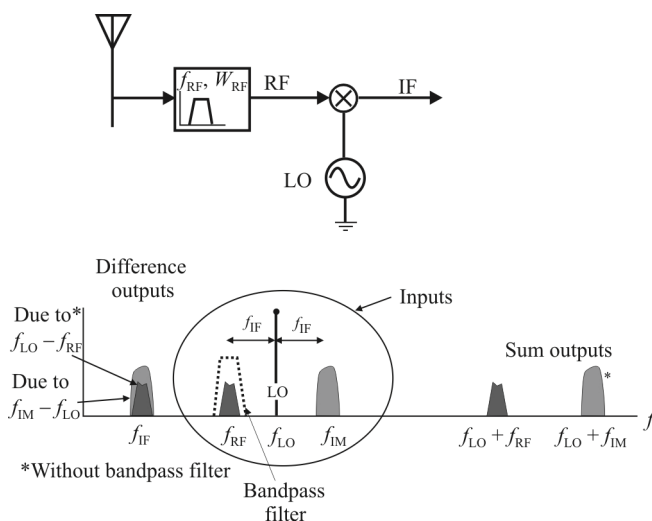 f_RF, W_RF
RF
IF
LO
Difference
outputs
Inputs
Due to*
f_LO – f_RF
Due to
f_IM – f_LO
f_IF
f_IF
LO
Sum outputs
*
f_IF
f_RF
f_LO
f_IM
f_LO + f_RF
f_LO + f_IM
f
*Without bandpass filter
Bandpass
filter